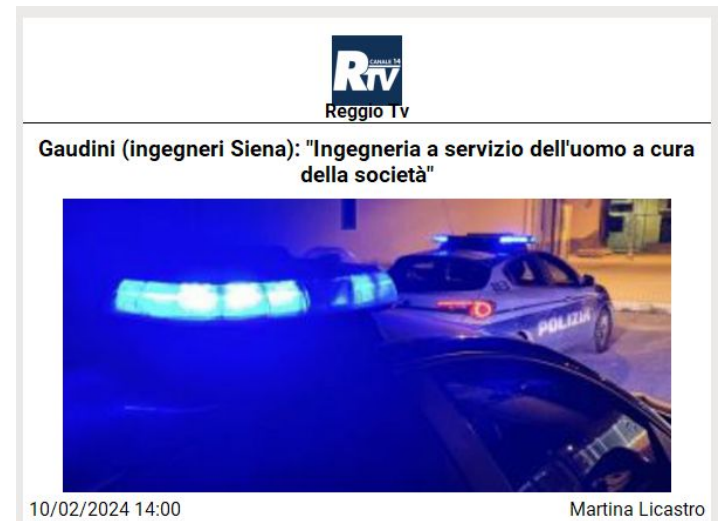 CANALE 14
RTV
Reggio Tv
Gaudini (ingegneri Siena): "Ingegneria a servizio dell'uomo a cura
della società"
POLIZIA
10/02/2024 14:00
Martina Licastro